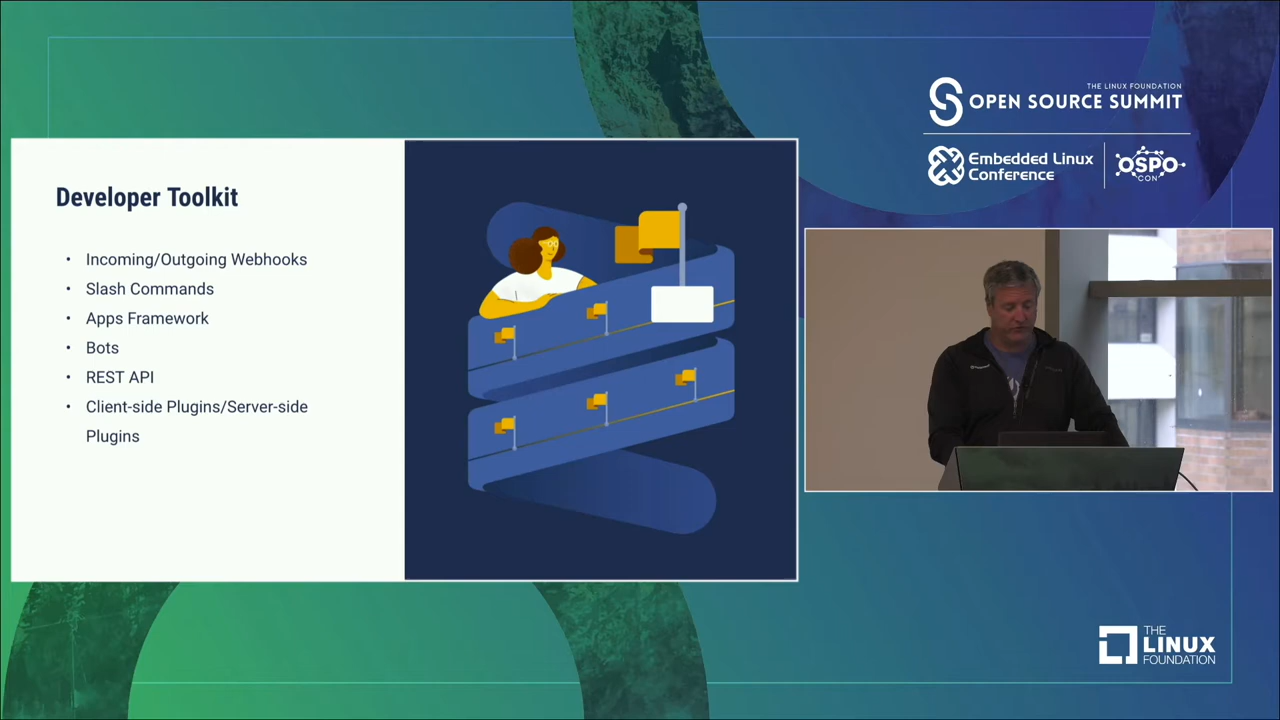 THE LINUX FOUNDATION
OPEN SOURCE SUMMIT
Embedded Linux
Conference
OSPO
CON
Developer Toolkit
• Incoming/Outgoing Webhooks
• Slash Commands
• Apps Framework
• Bots
• REST API
• Client-side Plugins/Server-side
Plugins
THE
LINUX
FOUNDATION